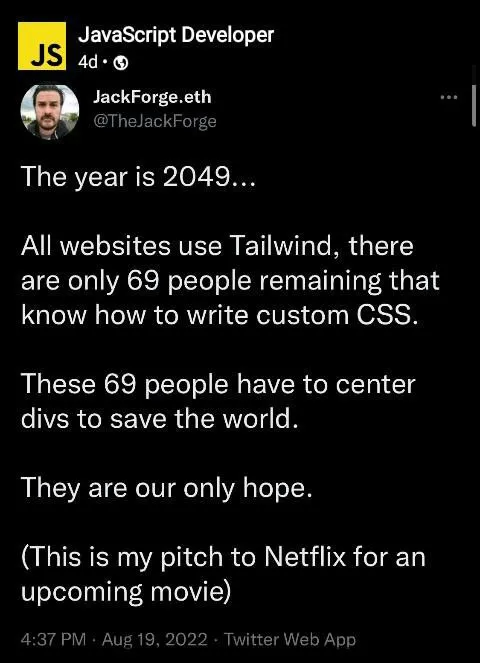 JS
JavaScript Developer
4d ·
JackForge.eth
@TheJackForge
The year is 2049...
All websites use Tailwind, there
are only 69 people remaining that
know how to write custom CSS.
These 69 people have to center
divs to save the world.
They are our only hope.
(This is my pitch to Netflix for an
upcoming movie)
4:37 PM · Aug 19, 2022 · Twitter Web App